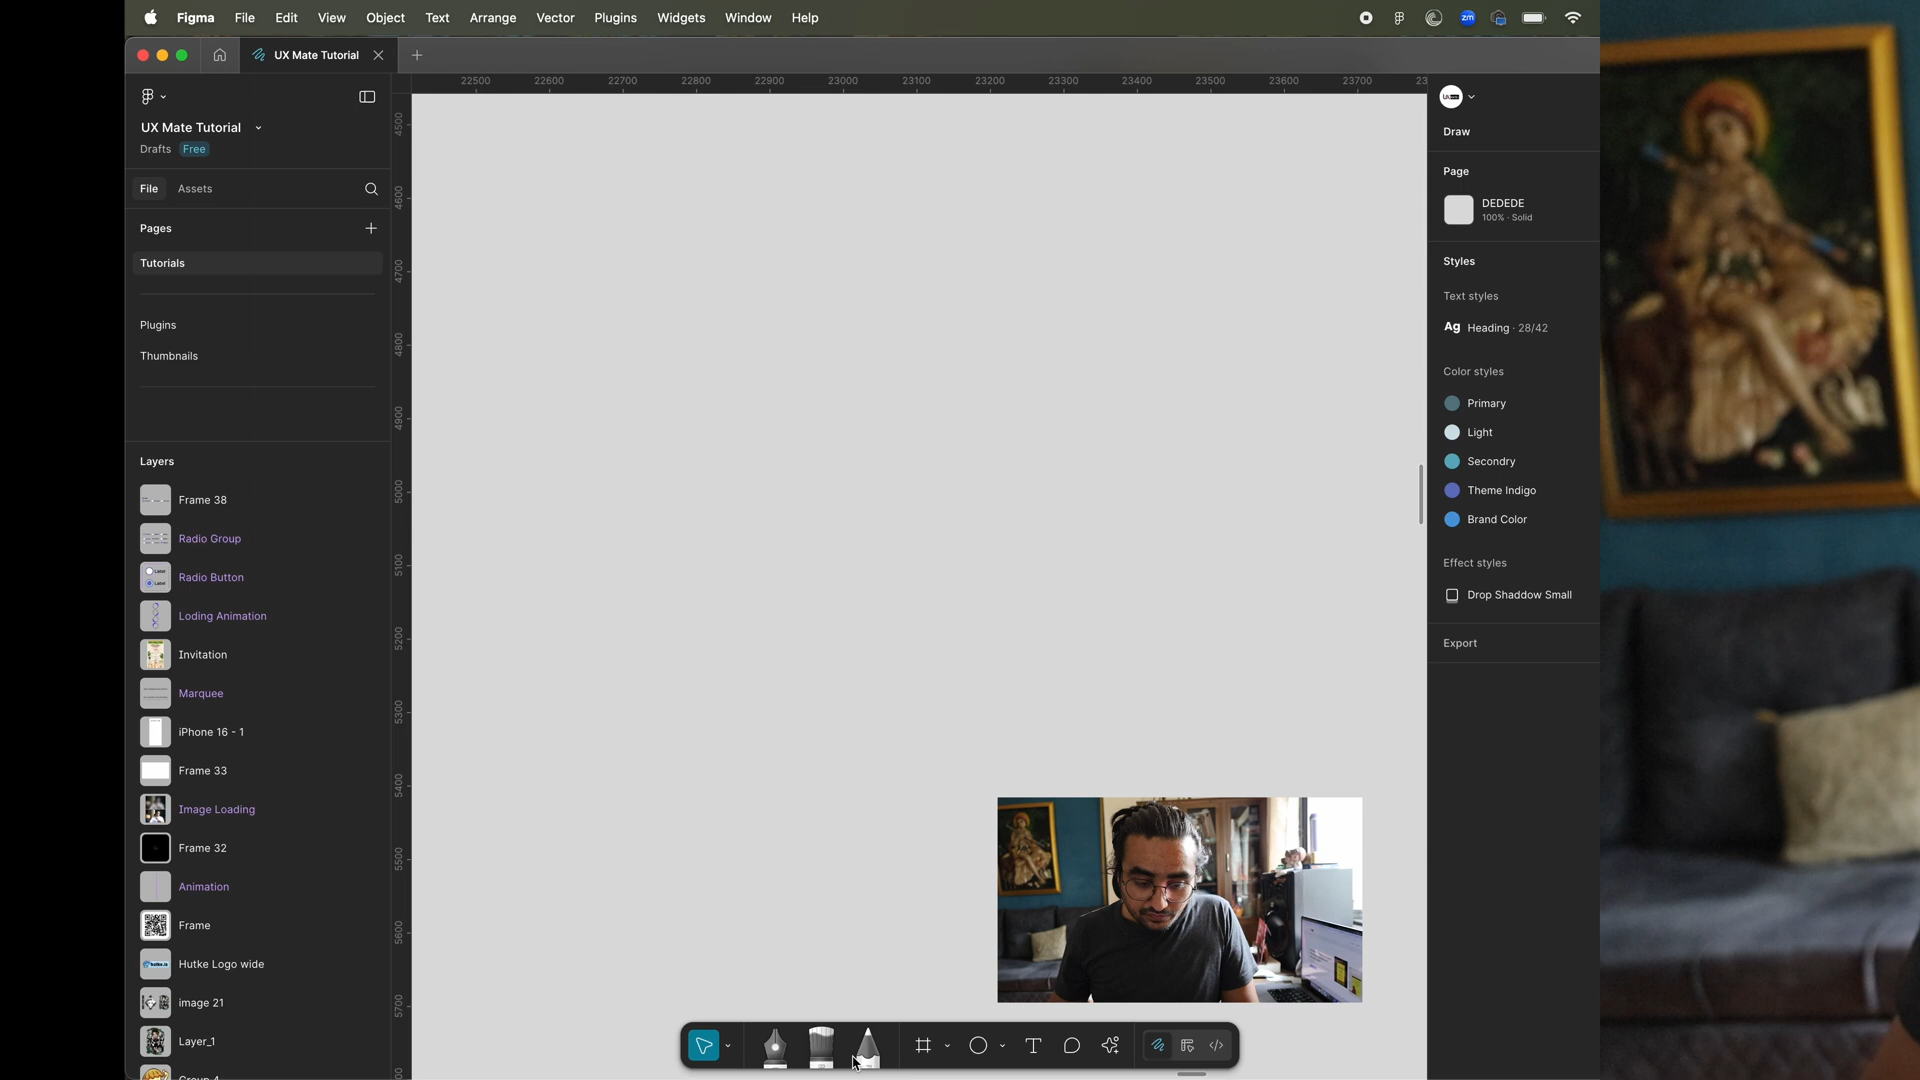 Figma File Edit View Object Text Arrange Vector Plugins Widgets Window Help
zm
UX Mate Tutorial
22500 22600 22700 22800 22900 23000 23100 23200 23300 23400 23500 23600 23700 23
UX Mate Tutorial
Drafts Free
File Assets
Pages
Tutorials
Plugins
Thumbnails
Layers
Frame 38
Radio Group
Radio Button
Loding Animation
Invitation
Marquee
iPhone 16 - 1
Frame 33
Image Loading
Frame 32
Animation
Frame
Hutke Logo wide
image 21
Layer_1
Group 4
4500
4600
4700
4800
4900
5000
5100
5200
5300
5400
5500
5600
5700
Draw
Page
DEDEDE
100% · Solid
Styles
Text styles
Ag Heading · 28/42
Color styles
Primary
Light
Secondry
Theme Indigo
Brand Color
Effect styles
Drop Shaddow Small
Export